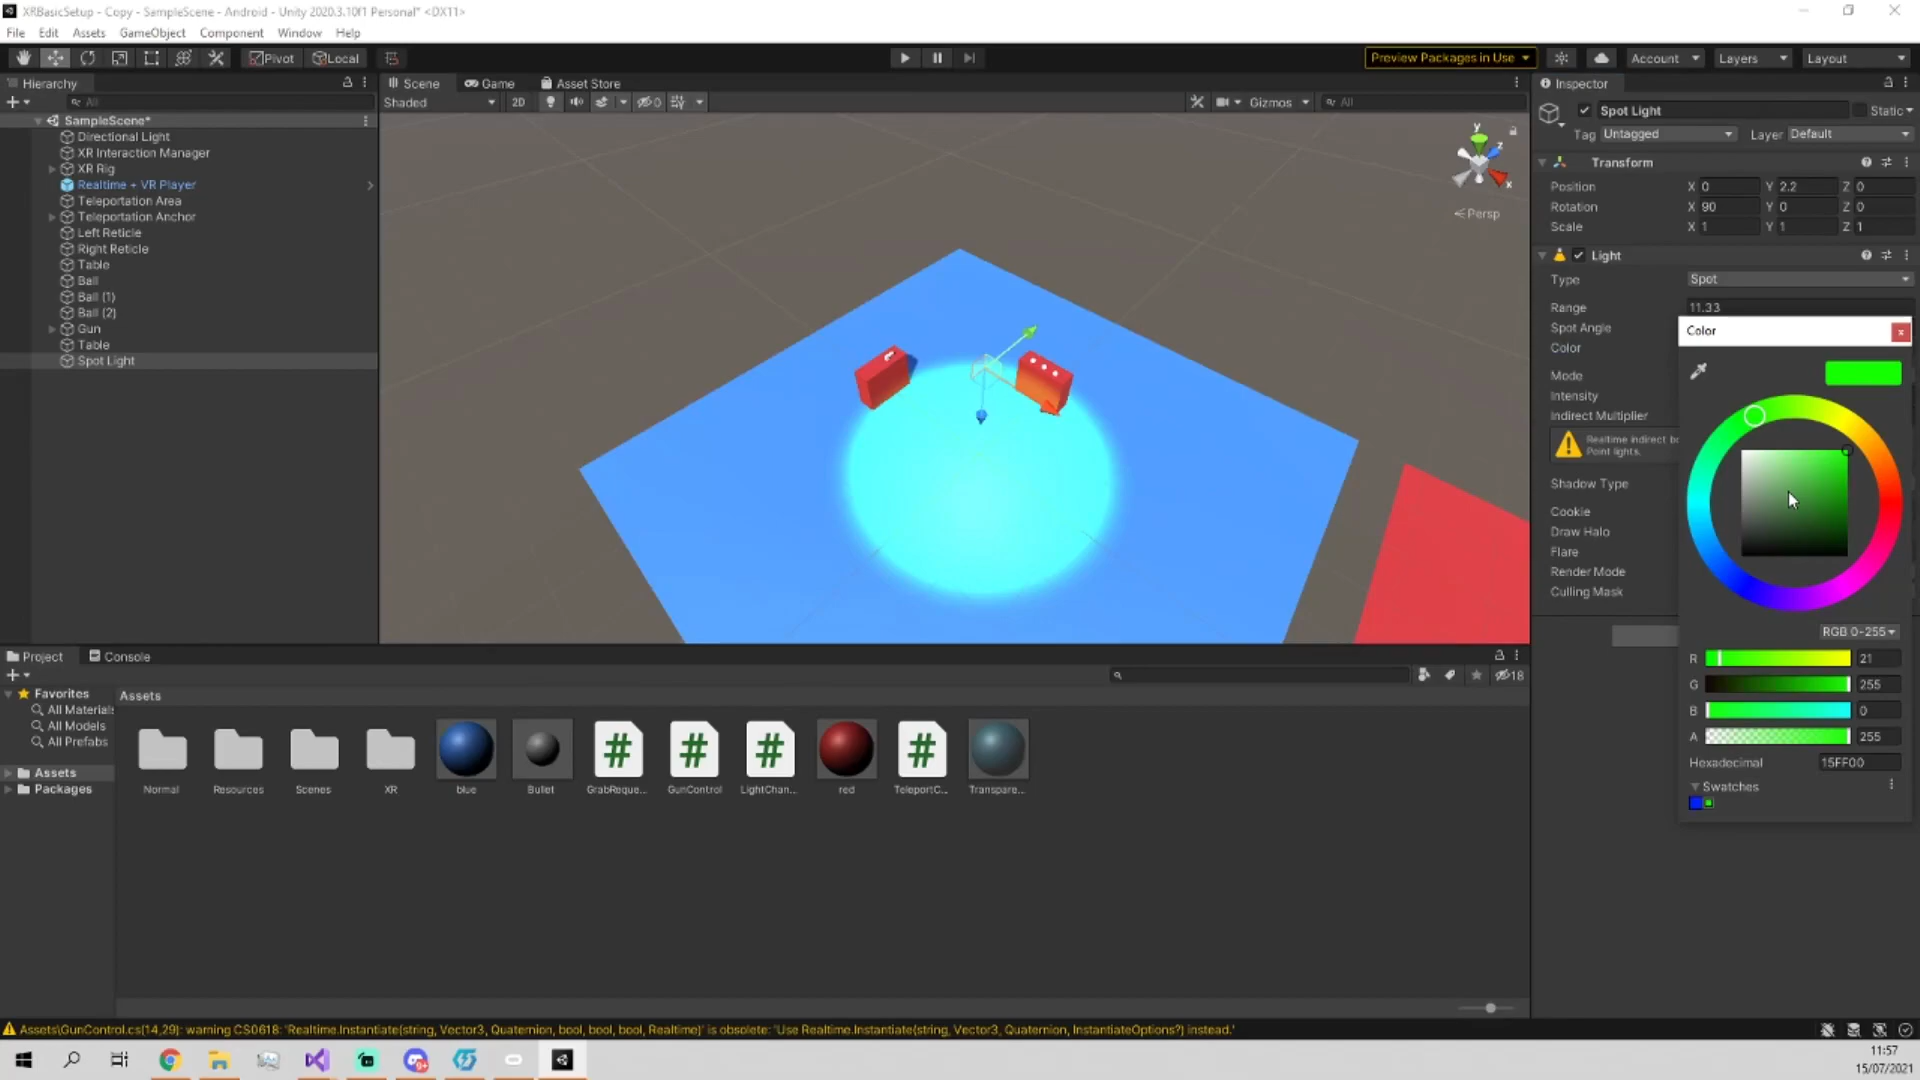 XRBasicSetup - Copy - SampleScene - Android - Unity 2020.3.10f1 Personal* <DX11>
File Edit Assets GameObject Component Window Help
Pivot Local Preview Packages in Use Account Layers Layout
Hierarchy
All
SampleScene*
Directional Light
XR Interaction Manager
XR Rig
Realtime + VR Player
Teleportation Area
Teleportation Anchor
Left Reticle
Right Reticle
Table
Ball
Ball (1)
Ball (2)
Gun
Table
Spot Light
Scene Game Asset Store
Shaded 2D 0 Gizmos All
y
z
x
Persp
Inspector
Spot Light Static
Tag Untagged Layer Default
Transform
Position X 0 Y 2.2 Z 0
Rotation X 90 Y 0 Z 0
Scale X 1 Y 1 Z 1
Light
Type Spot
Range 11.33
Spot Angle
Color
Mode
Intensity
Indirect Multiplier
Realtime indirect bo
Point lights.
Shadow Type
Cookie
Draw Halo
Flare
Render Mode
Culling Mask
Color
RGB 0-255
R 21
G 255
B 0
A 255
Hexadecimal 15FF00
Swatches
Project Console
18
Favorites
All Materials
All Models
All Prefabs
Assets
Packages
Assets
Normal Resources Scenes XR blue Bullet GrabReque... GunControl LightChan... red TeleportC... Transpare...
Assets\GunControl.cs(14,29): warning CS0618: 'Realtime.Instantiate(string, Vector3, Quaternion, bool, bool, bool, Realtime)' is obsolete: 'Use Realtime.Instantiate(string, Vector3, Quaternion, InstantiateOptions?) instead.'
11:57
15/07/2021